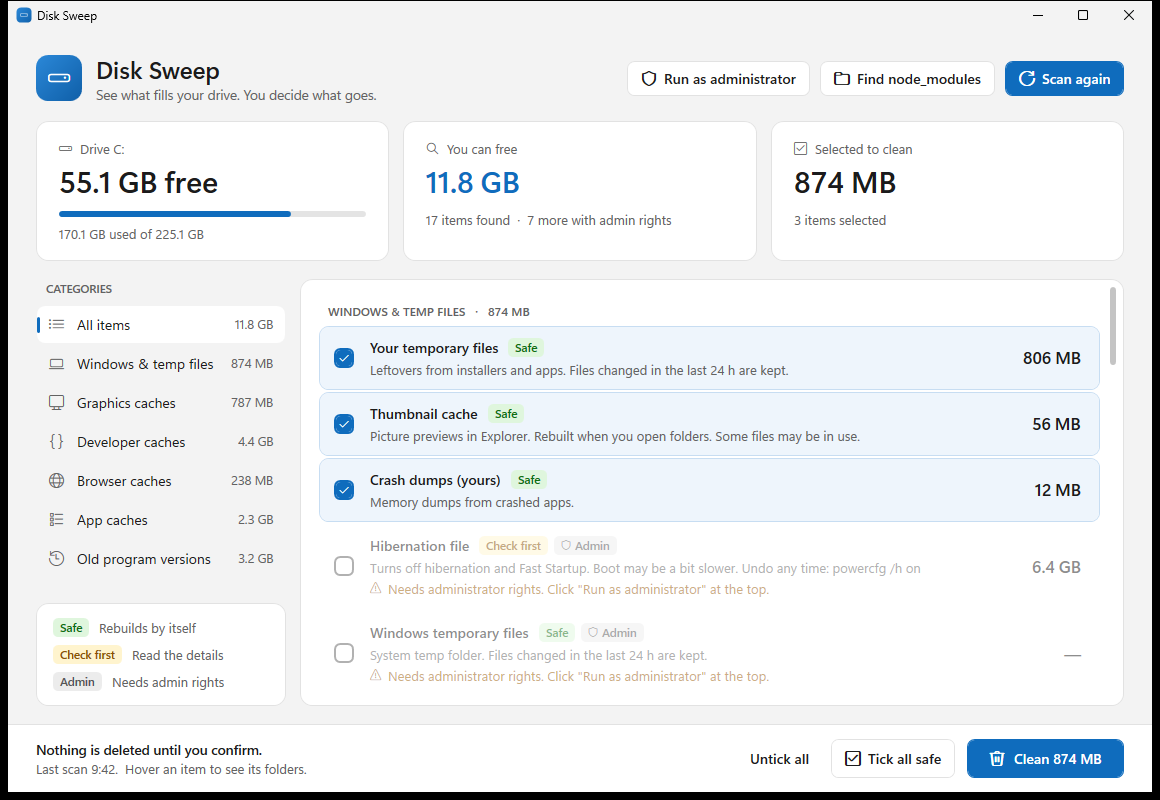 Disk Sweep
Disk Sweep
See what fills your drive. You decide what goes.
Run as administrator
Find node_modules
Scan again
Drive C:
55.1 GB free
170.1 GB used of 225.1 GB
You can free
11.8 GB
17 items found · 7 more with admin rights
Selected to clean
874 MB
3 items selected
CATEGORIES
All items 11.8 GB
Windows & temp files 874 MB
Graphics caches 787 MB
Developer caches 4.4 GB
Browser caches 238 MB
App caches 2.3 GB
Old program versions 3.2 GB
Safe Rebuilds by itself
Check first Read the details
Admin Needs admin rights
WINDOWS & TEMP FILES · 874 MB
Your temporary files Safe
Leftovers from installers and apps. Files changed in the last 24 h are kept.
806 MB
Thumbnail cache Safe
Picture previews in Explorer. Rebuilt when you open folders. Some files may be in use.
56 MB
Crash dumps (yours) Safe
Memory dumps from crashed apps.
12 MB
Hibernation file Check first Admin
Turns off hibernation and Fast Startup. Boot may be a bit slower. Undo any time: powercfg /h on
Needs administrator rights. Click "Run as administrator" at the top.
6.4 GB
Windows temporary files Safe Admin
System temp folder. Files changed in the last 24 h are kept.
Needs administrator rights. Click "Run as administrator" at the top.
—
Nothing is deleted until you confirm.
Last scan 9:42. Hover an item to see its folders.
Untick all
Tick all safe
Clean 874 MB